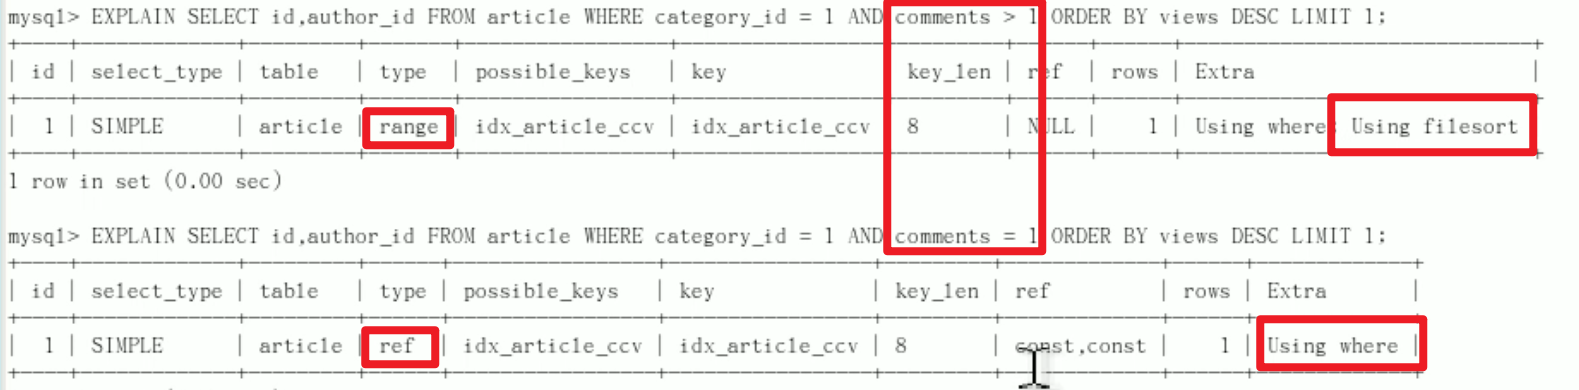 mysql> EXPLAIN SELECT id,author_id FROM article WHERE category_id = 1 AND comments > 1 ORDER BY views DESC LIMIT 1;
| id | select_type | table | type | possible_keys | key | key_len | ref | rows | Extra |
| 1 | SIMPLE | article | range | idx_article_ccv | idx_article_ccv | 8 | NULL | 1 | Using where; Using filesort
1 row in set (0.00 sec)
mysql> EXPLAIN SELECT id,author_id FROM article WHERE category_id = 1 AND comments = 1 ORDER BY views DESC LIMIT 1;
| id | select_type | table | type | possible_keys | key | key_len | ref | rows | Extra |
| 1 | SIMPLE | article | ref | idx_article_ccv | idx_article_ccv | 8 | const,const | 1 | Using where |